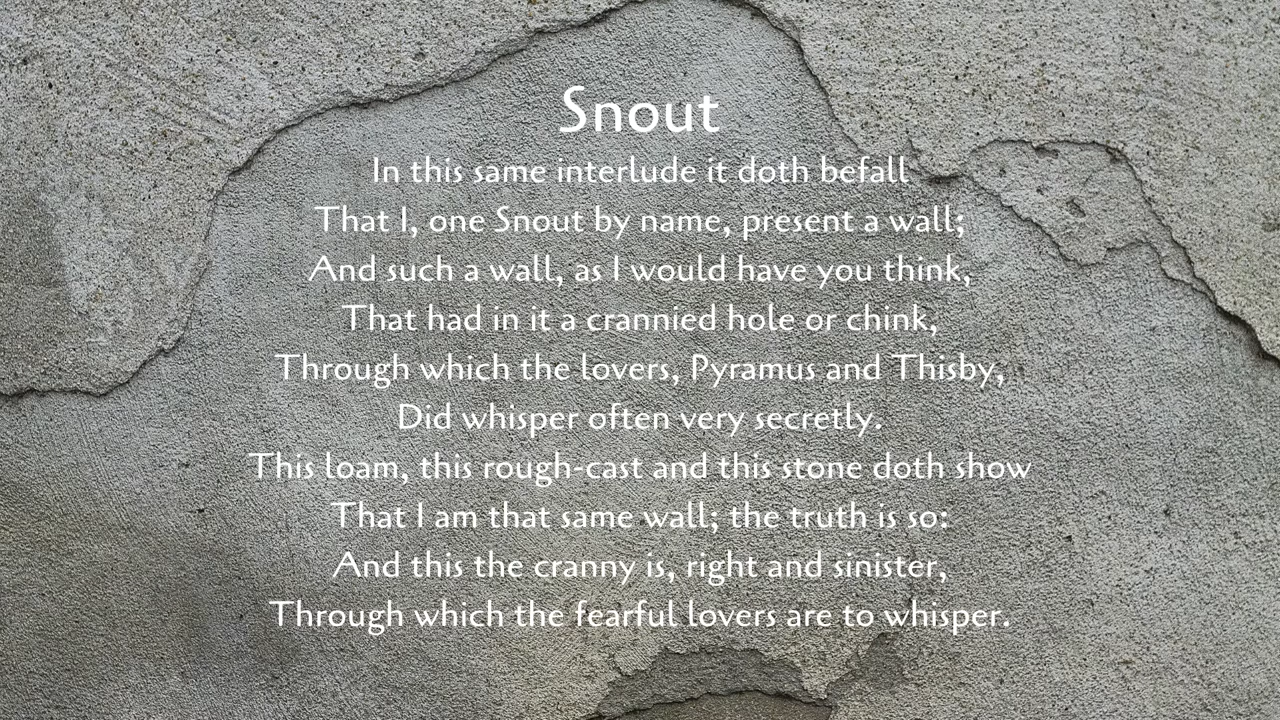 Snout
In this same interlude it doth befall
That I, one Snout by name, present a wall;
And such a wall, as I would have you think,
That had in it a crannied hole or chink,
Through which the lovers, Pyramus and Thisby,
Did whisper often very secretly.
This loam, this rough-cast and this stone doth show
That I am that same wall; the truth is so:
And this the cranny is, right and sinister,
Through which the fearful lovers are to whisper.